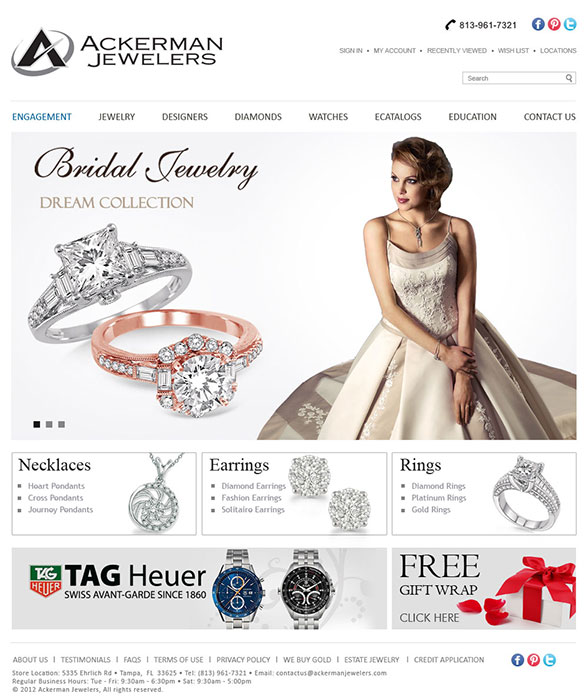 ACKERMAN
JEWELERS
813-961-7321
SIGN IN • MY ACCOUNT • RECENTLY VIEWED • WISH LIST • LOCATIONS
Search
ENGAGEMENT JEWELRY DESIGNERS DIAMONDS WATCHES ECATALOGS EDUCATION CONTACT US
Bridal Jewelry
DREAM COLLECTION
Necklaces
Heart Pendants
Cross Pendants
Journey Pendants
Earrings
Diamond Earrings
Fashion Earrings
Solitaire Earrings
Rings
Diamond Rings
Platinum Rings
Gold Rings
TAG
HEUER
TAG Heuer
SWISS AVANT-GARDE SINCE 1860
FREE
GIFT WRAP
CLICK HERE
ABOUT US | TESTIMONIALS | FAQS | TERMS OF USE | PRIVACY POLICY | WE BUY GOLD | ESTATE JEWELRY | CREDIT APPLICATION
Store Location: 5335 Ehrlich Rd • Tampa, FL 33625 • Tel: (813) 961-7321 • Email: contactus@ackermanjewelers.com
Regular Business Hours: Tue - Fri: 9:30am - 6:30pm • Sat: 9:30am - 5:00pm
© 2012 Ackerman Jewelers, All rights reserved.